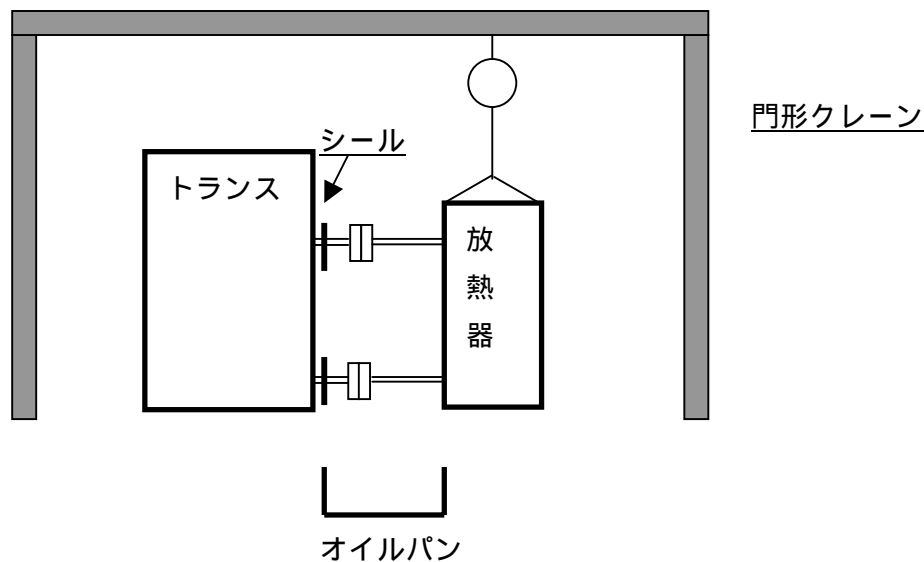 門形クレーン
シール
トランス
放
熱
器
オイルパン